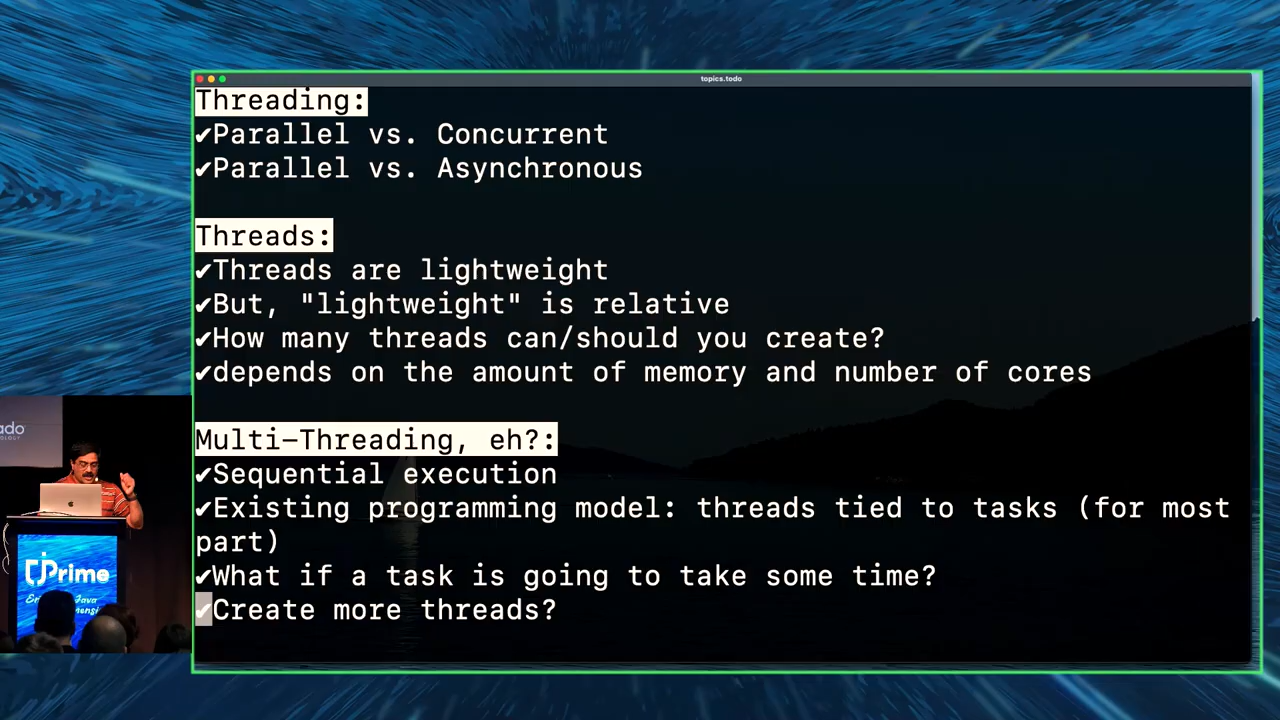 topics.todo
Threading:
✔Parallel vs. Concurrent
✔Parallel vs. Asynchronous
Threads:
✔Threads are lightweight
✔But, "lightweight" is relative
✔How many threads can/should you create?
✔depends on the amount of memory and number of cores
Multi-Threading, eh?:
✔Sequential execution
✔Existing programming model: threads tied to tasks (for most
part)
✔What if a task is going to take some time?
✔Create more threads?
Prime